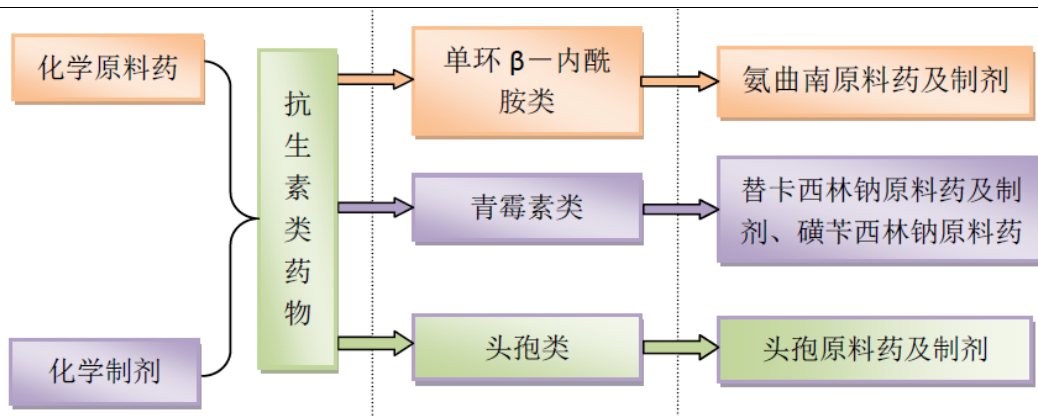 化学原料药
化学制剂
抗生素类药物
单环 β－内酰
胺类
氨曲南原料药及制剂
青霉素类
替卡西林钠原料药及制
剂、磺苄西林钠原料药
头孢类
头孢原料药及制剂